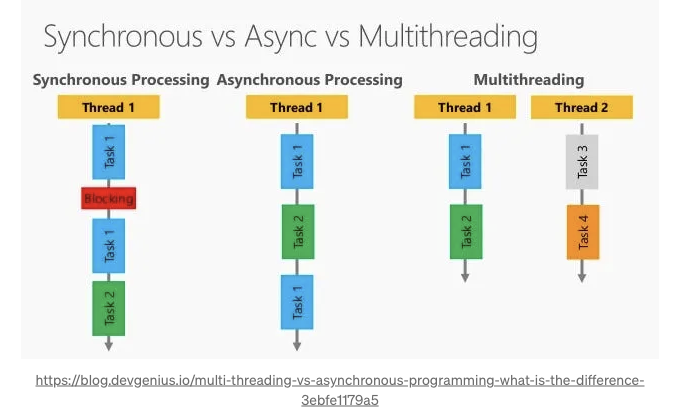 Synchronous vs Async vs Multithreading
Synchronous Processing
Asynchronous Processing
Multithreading
Thread 1
Thread 1
Thread 1
Thread 2
Task 1
Blocking
Task 1
Task 2
Task 1
Task 2
Task 1
Task 1
Task 2
Task 3
Task 4
https://blog.devgenius.io/multi-threading-vs-asynchronous-programming-what-is-the-difference-
3ebfe1179a5